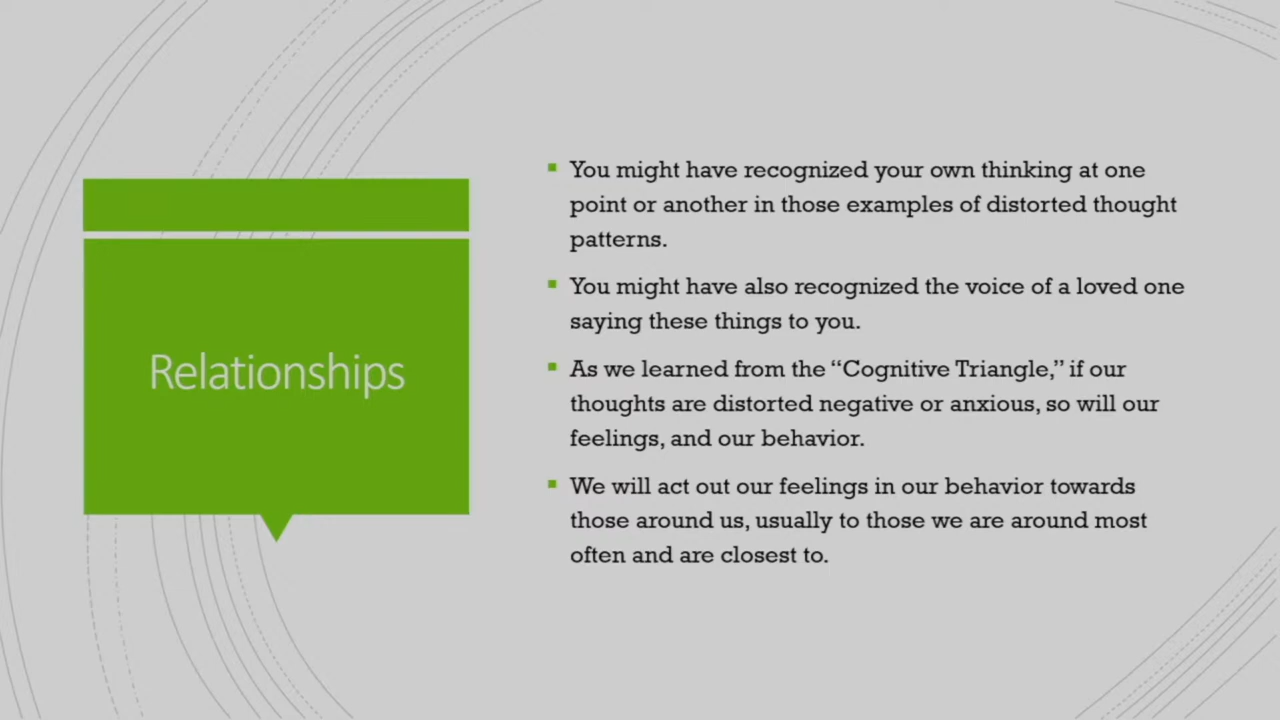 Relationships
You might have recognized your own thinking at one
point or another in those examples of distorted thought
patterns.
You might have also recognized the voice of a loved one
saying these things to you.
As we learned from the “Cognitive Triangle,” if our
thoughts are distorted negative or anxious, so will our
feelings, and our behavior.
We will act out our feelings in our behavior towards
those around us, usually to those we are around most
often and are closest to.